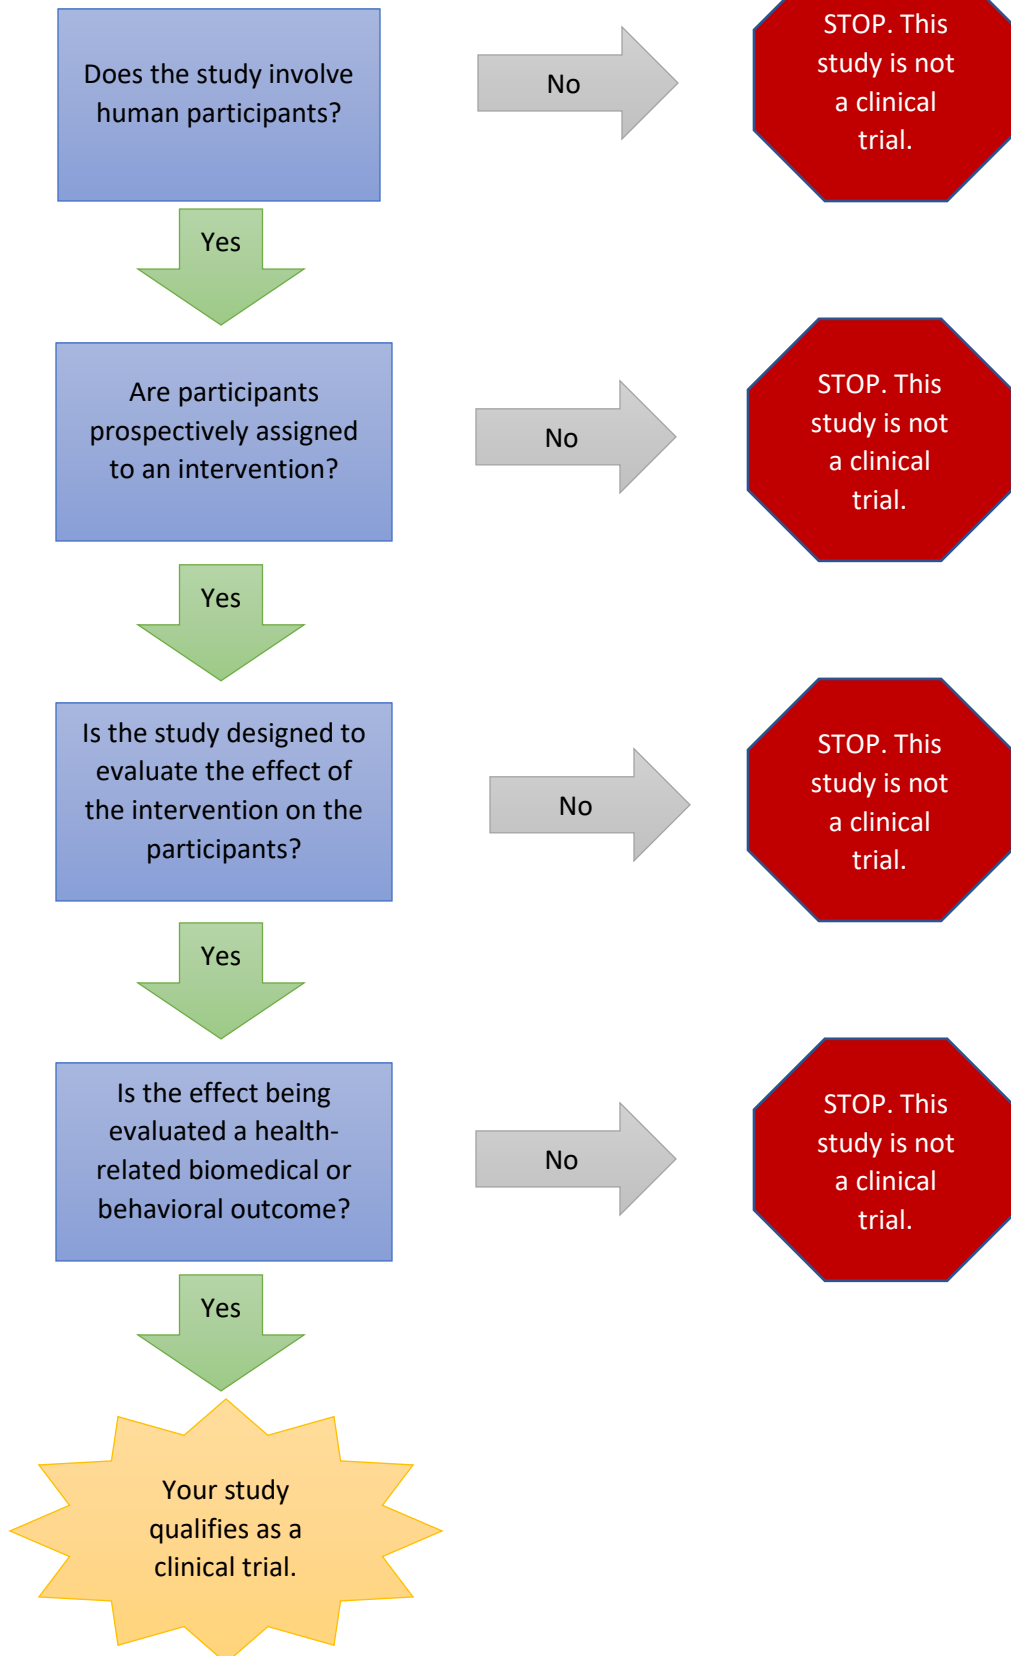 Does the study involve
human participants?
No
STOP. This
study is not
a clinical
trial.
Yes
Are participants
prospectively assigned
to an intervention?
No
STOP. This
study is not
a clinical
trial.
Yes
Is the study designed to
evaluate the effect of
the intervention on the
participants?
No
STOP. This
study is not
a clinical
trial.
Yes
Is the effect being
evaluated a health-
related biomedical or
behavioral outcome?
No
STOP. This
study is not
a clinical
trial.
Yes
Your study
qualifies as a
clinical trial.